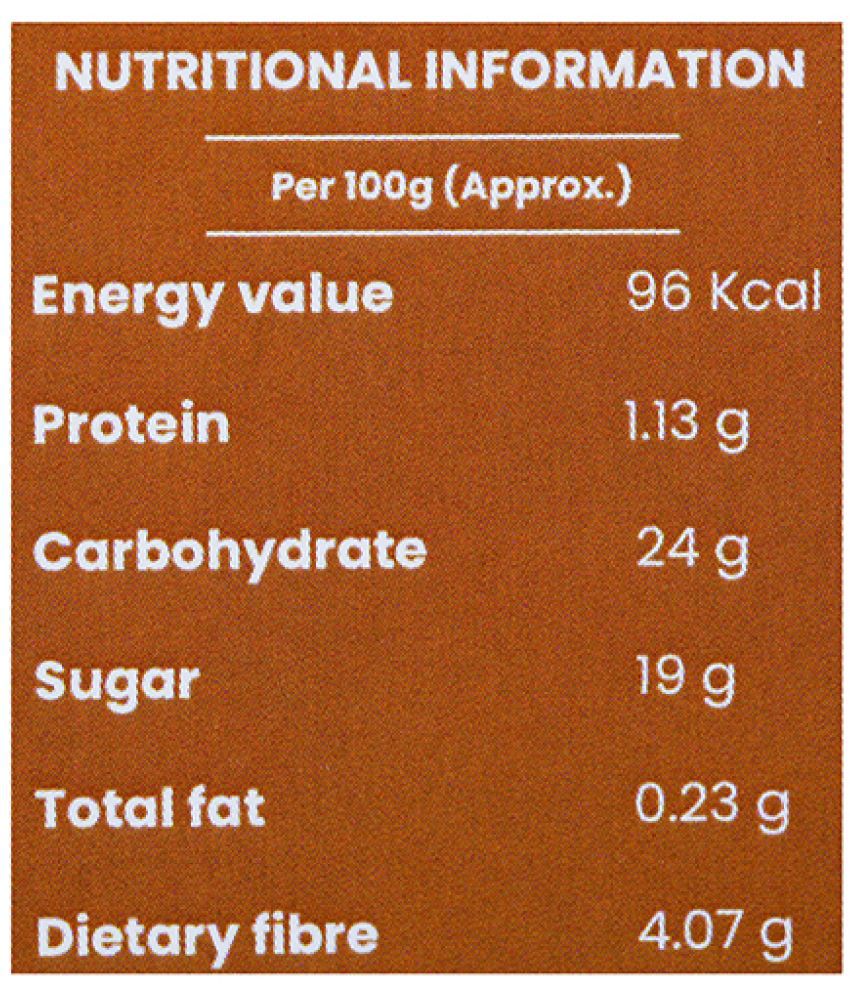 NUTRITIONAL INFORMATION
Per 100g (Approx.)
Energy value 96 Kcal
Protein 1.13 g
Carbohydrate 24 g
Sugar 19 g
Total fat 0.23 g
Dietary fibre 4.07 g